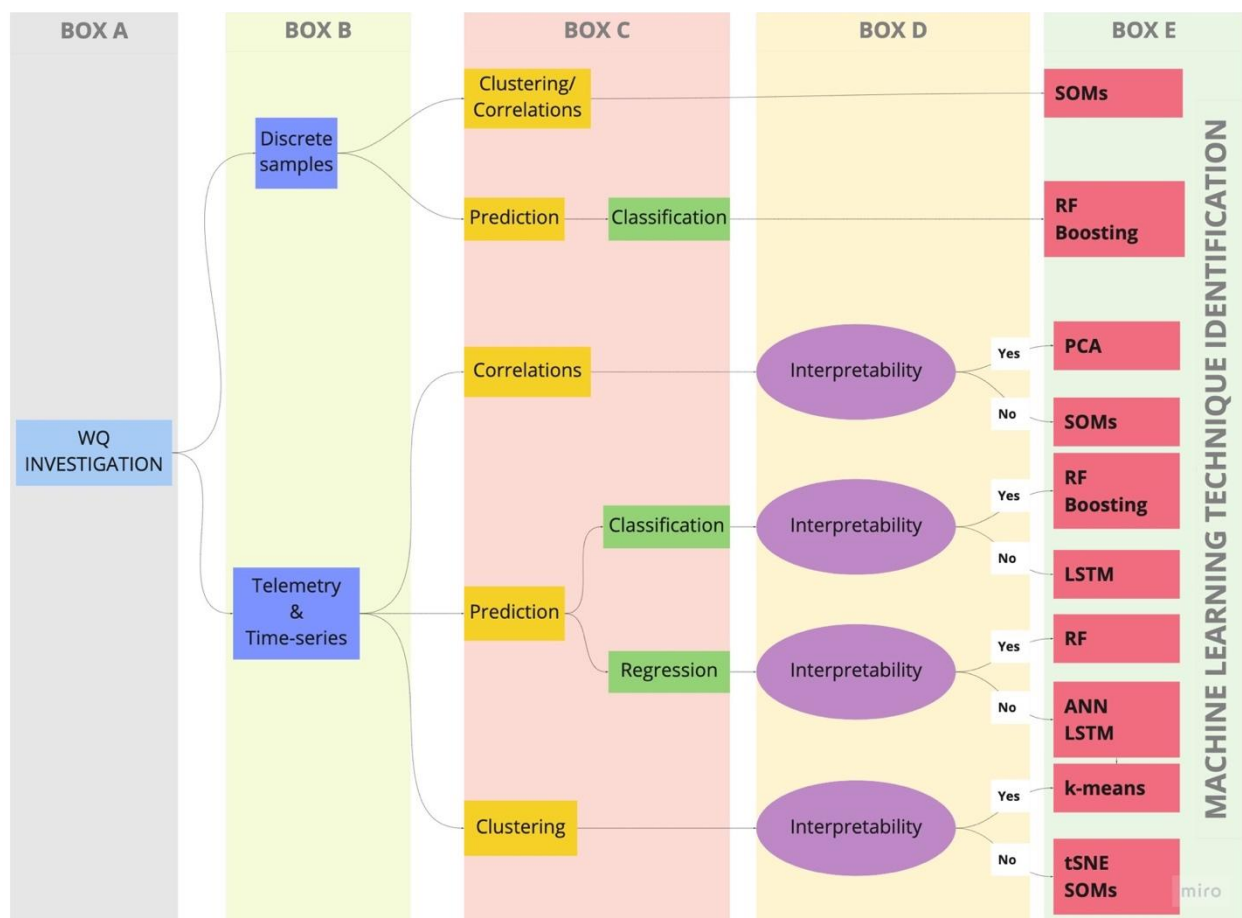 BOX A
BOX B
BOX C
BOX D
BOX E
WQ
INVESTIGATION
Discrete
samples
Telemetry
&
Time-series
Clustering/
Correlations
Prediction
Classification
Correlations
Prediction
Classification
Regression
Clustering
Interpretability
Yes
No
Interpretability
Yes
No
Interpretability
Yes
No
Interpretability
Yes
No
SOMs
RF
Boosting
PCA
SOMs
RF
Boosting
LSTM
RF
ANN
LSTM
k-means
tSNE
SOMs
MACHINE LEARNING TECHNIQUE IDENTIFICATION
miro